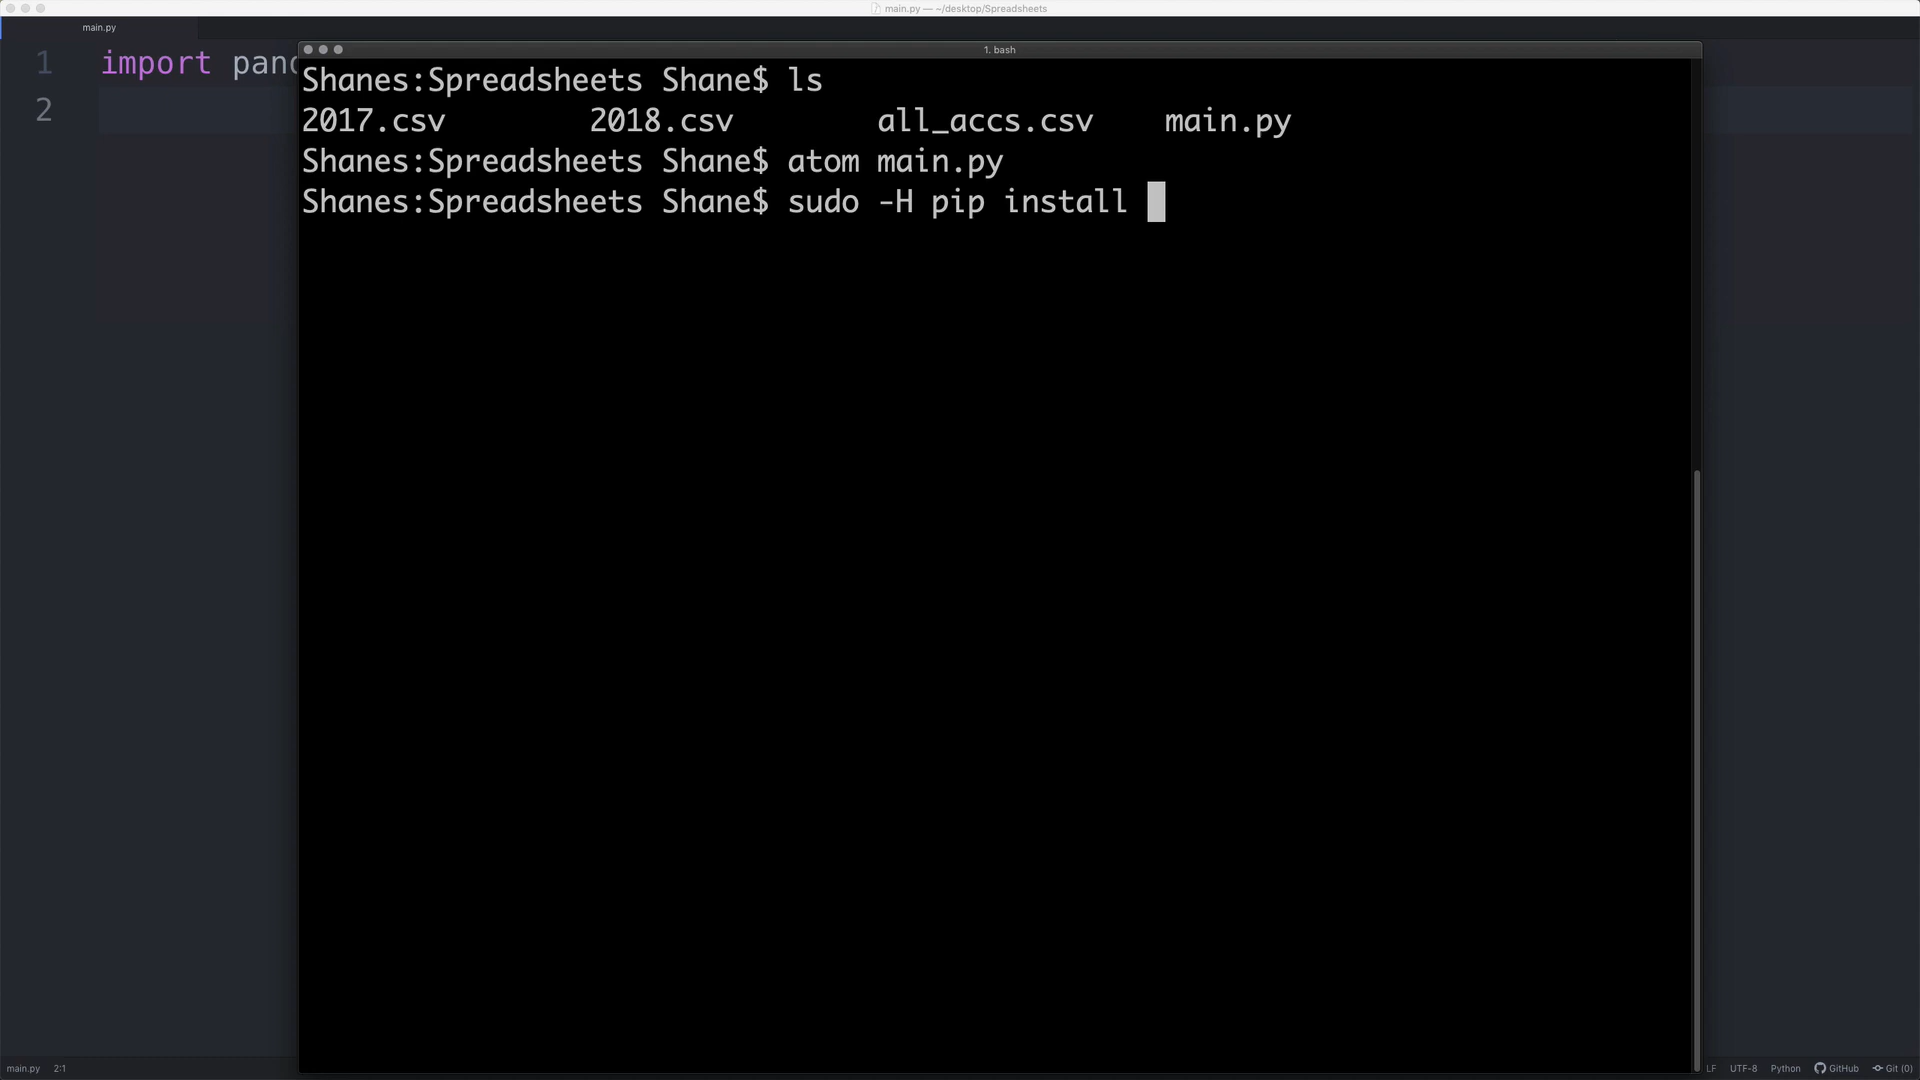 main.py — ~/desktop/Spreadsheets
main.py
1 import pand
2
1. bash
Shanes:Spreadsheets Shane$ ls
2017.csv 2018.csv all_accs.csv main.py
Shanes:Spreadsheets Shane$ atom main.py
Shanes:Spreadsheets Shane$ sudo -H pip install
main.py 2:1 LF UTF-8 Python GitHub Git (0)